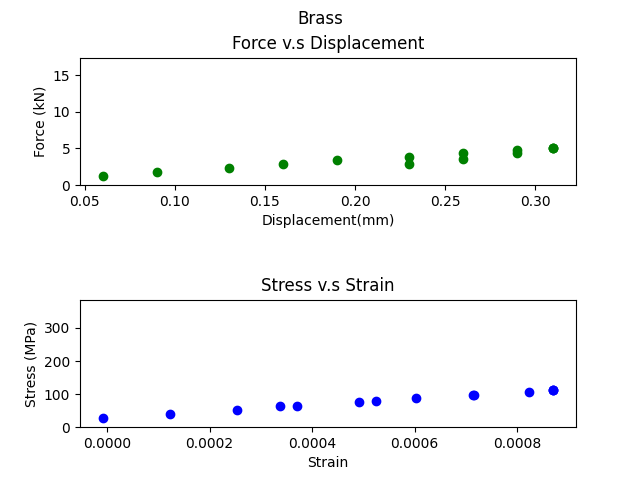 Brass
Force v.s Displacement
15
10
5
0
Force (kN)
0.05 0.10 0.15 0.20 0.25 0.30
Displacement(mm)
Stress v.s Strain
300
200
100
0
Stress (MPa)
0.0000 0.0002 0.0004 0.0006 0.0008
Strain